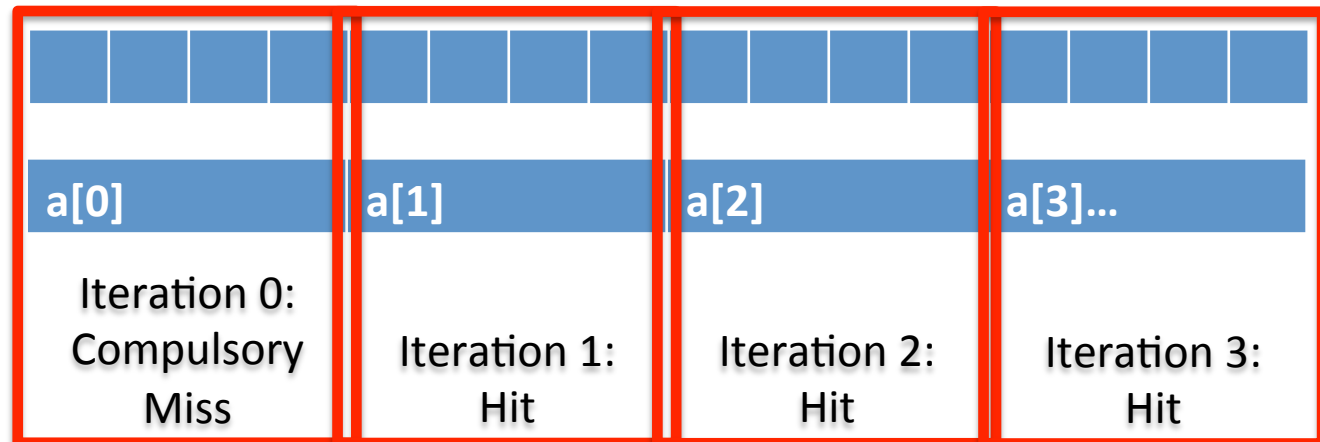 a[0] a[1] a[2] a[3]...
Iteration 0:
Compulsory
Miss
Iteration 1:
Hit
Iteration 2:
Hit
Iteration 3:
Hit